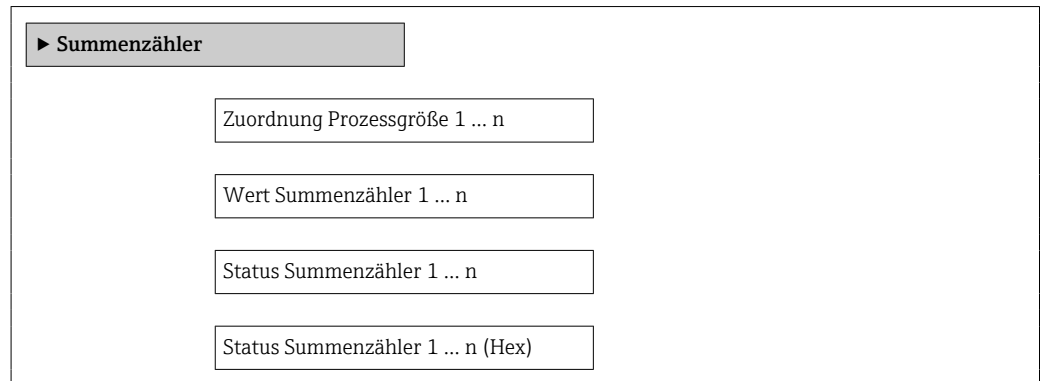 ▶ Summenzähler
Zuordnung Prozessgröße 1 … n
Wert Summenzähler 1 … n
Status Summenzähler 1 … n
Status Summenzähler 1 … n (Hex)